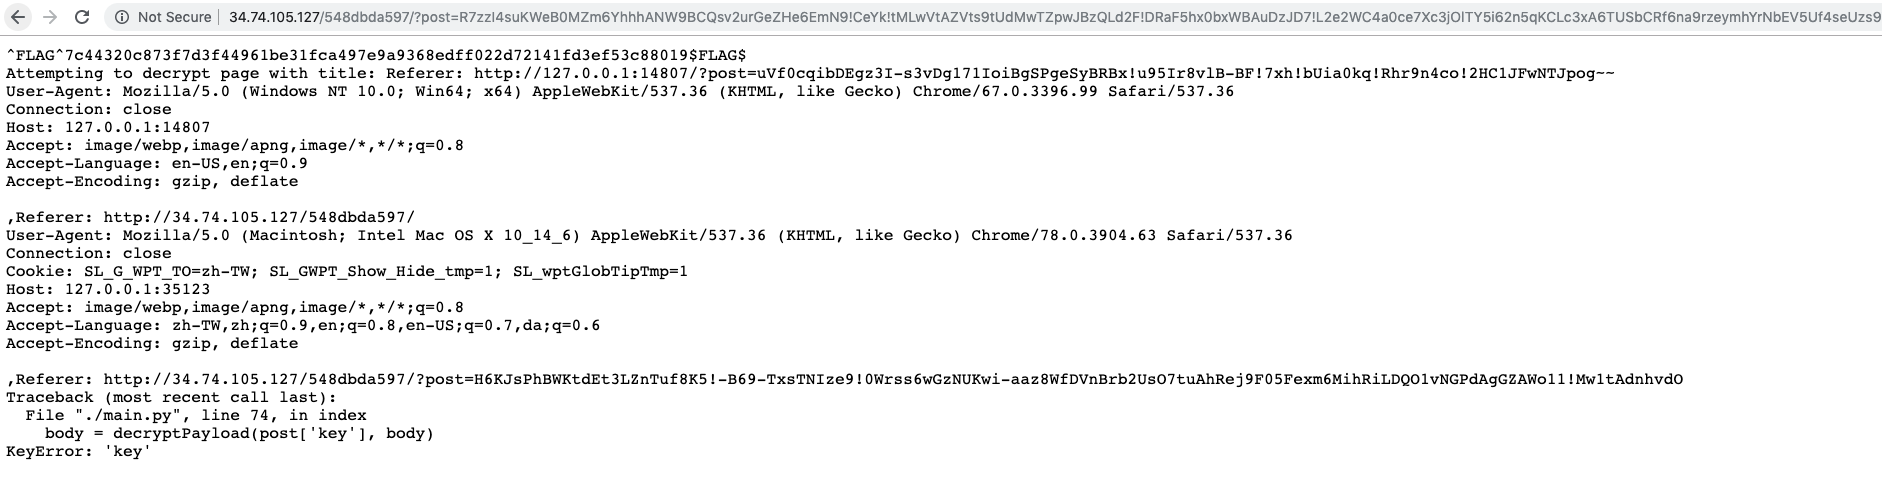 Not Secure 34.74.105.127/548dbda597/?post=R7zzI4suKWeB0MZm6YhhhANW9BCQsv2urGeZHe6EmN9!CeYk!tMLwVtAZVts9tUdMwTZpwJBzQLd2F!DRaF5hx0bxWBAuDzJD7!L2e2WC4a0ce7Xc3jOlTY5i62n5qKCLc3xA6TUSbCRf6na9rzeymhYrNbEV5Uf4seUzs9
^FLAG^7c44320c873f7d3f44961be31fca497e9a9368edff022d72141fd3ef53c88019$FLAG$
Attempting to decrypt page with title: Referer: http://127.0.0.1:14807/?post=uVf0cqibDEgz3I-s3vDg171IoiBgSPgeSyBRBx!u95Ir8vlB-BF!7xh!bUia0kq!Rhr9n4co!2HC1JFwNTJpog~~
User-Agent: Mozilla/5.0 (Windows NT 10.0; Win64; x64) AppleWebKit/537.36 (KHTML, like Gecko) Chrome/67.0.3396.99 Safari/537.36
Connection: close
Host: 127.0.0.1:14807
Accept: image/webp,image/apng,image/*,*/*;q=0.8
Accept-Language: en-US,en;q=0.9
Accept-Encoding: gzip, deflate
,Referer: http://34.74.105.127/548dbda597/
User-Agent: Mozilla/5.0 (Macintosh; Intel Mac OS X 10_14_6) AppleWebKit/537.36 (KHTML, like Gecko) Chrome/78.0.3904.63 Safari/537.36
Connection: close
Cookie: SL_G_WPT_TO=zh-TW; SL_GWPT_Show_Hide_tmp=1; SL_wptGlobTipTmp=1
Host: 127.0.0.1:35123
Accept: image/webp,image/apng,image/*,*/*;q=0.8
Accept-Language: zh-TW,zh;q=0.9,en;q=0.8,en-US;q=0.7,da;q=0.6
Accept-Encoding: gzip, deflate
,Referer: http://34.74.105.127/548dbda597/?post=H6KJsPhBWKtdEt3LZnTuf8K5!-B69-TxsTNIze9!0Wrss6wGzNUKwi-aaz8WfDVnBrb2UsO7tuAhRej9F05Fexm6MihRiLDQO1vNGPdAgGZAWo11!Mw1tAdnhvdO
Traceback (most recent call last):
File "./main.py", line 74, in index
body = decryptPayload(post['key'], body)
KeyError: 'key'